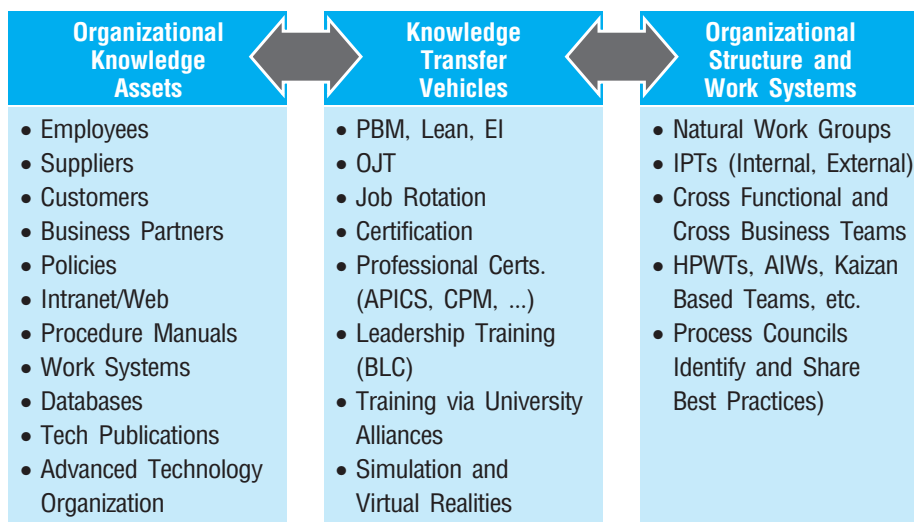 Organizational
Knowledge
Assets
• Employees
• Suppliers
• Customers
• Business Partners
• Policies
• Intranet/Web
• Procedure Manuals
• Work Systems
• Databases
• Tech Publications
• Advanced Technology
Organization
Knowledge
Transfer
Vehicles
• PBM, Lean, EI
• OJT
• Job Rotation
• Certification
• Professional Certs.
(APICS, CPM, ...)
• Leadership Training
(BLC)
• Training via University
Alliances
• Simulation and
Virtual Realities
Organizational
Structure and
Work Systems
• Natural Work Groups
• IPTs (Internal, External)
• Cross Functional and
Cross Business Teams
• HPWTs, AIWs, Kaizan
Based Teams, etc.
• Process Councils
Identify and Share
Best Practices)